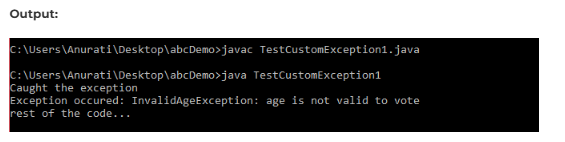 Output:
C:\Users\Anurati\Desktop\abcDemo>javac TestCustomException1.java
C:\Users\Anurati\Desktop\abcDemo>java TestCustomException1
Caught the exception
Exception occured: InvalidAgeException: age is not valid to vote
rest of the code...